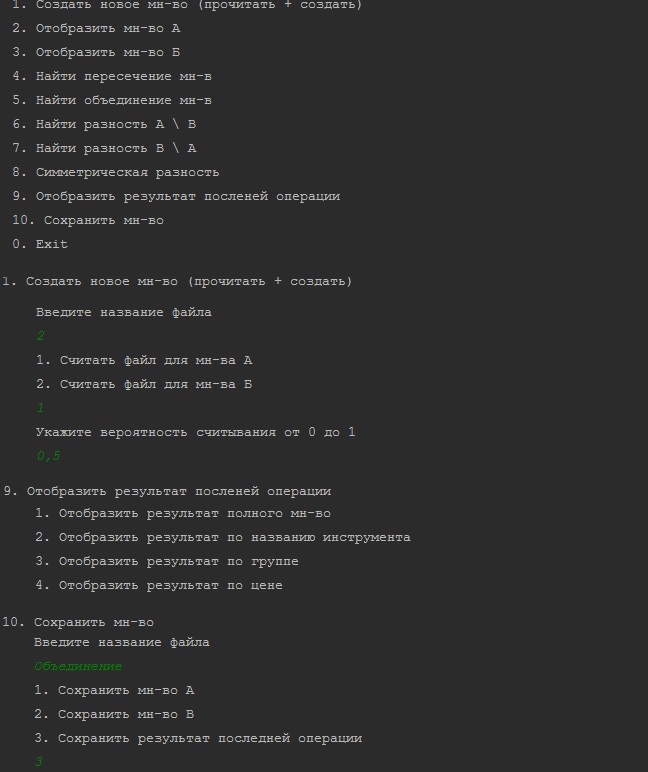 1. Создать новое мн-во (прочитать + создать)
2. Отобразить мн-во А
3. Отобразить мн-во Б
4. Найти пересечение мн-в
5. Найти объединение мн-в
6. Найти разность А \ В
7. Найти разность В \ А
8. Симметрическая разность
9. Отобразить результат посленей операции
10. Сохранить мн-во
0. Exit
1. Создать новое мн-во (прочитать + создать)
Введите название файла
2
1. Считать файл для мн-ва А
2. Считать файл для мн-ва Б
1
Укажите вероятность считывания от 0 до 1
0,5
9. Отобразить результат посленей операции
1. Отобразить результат полного мн-во
2. Отобразить результат по названию инструмента
3. Отобразить результат по группе
4. Отобразить результат по цене
10. Сохранить мн-во
Введите название файла
Объединение
1. Сохранить мн-во А
2. Сохранить мн-во В
3. Сохранить результат последней операции
3